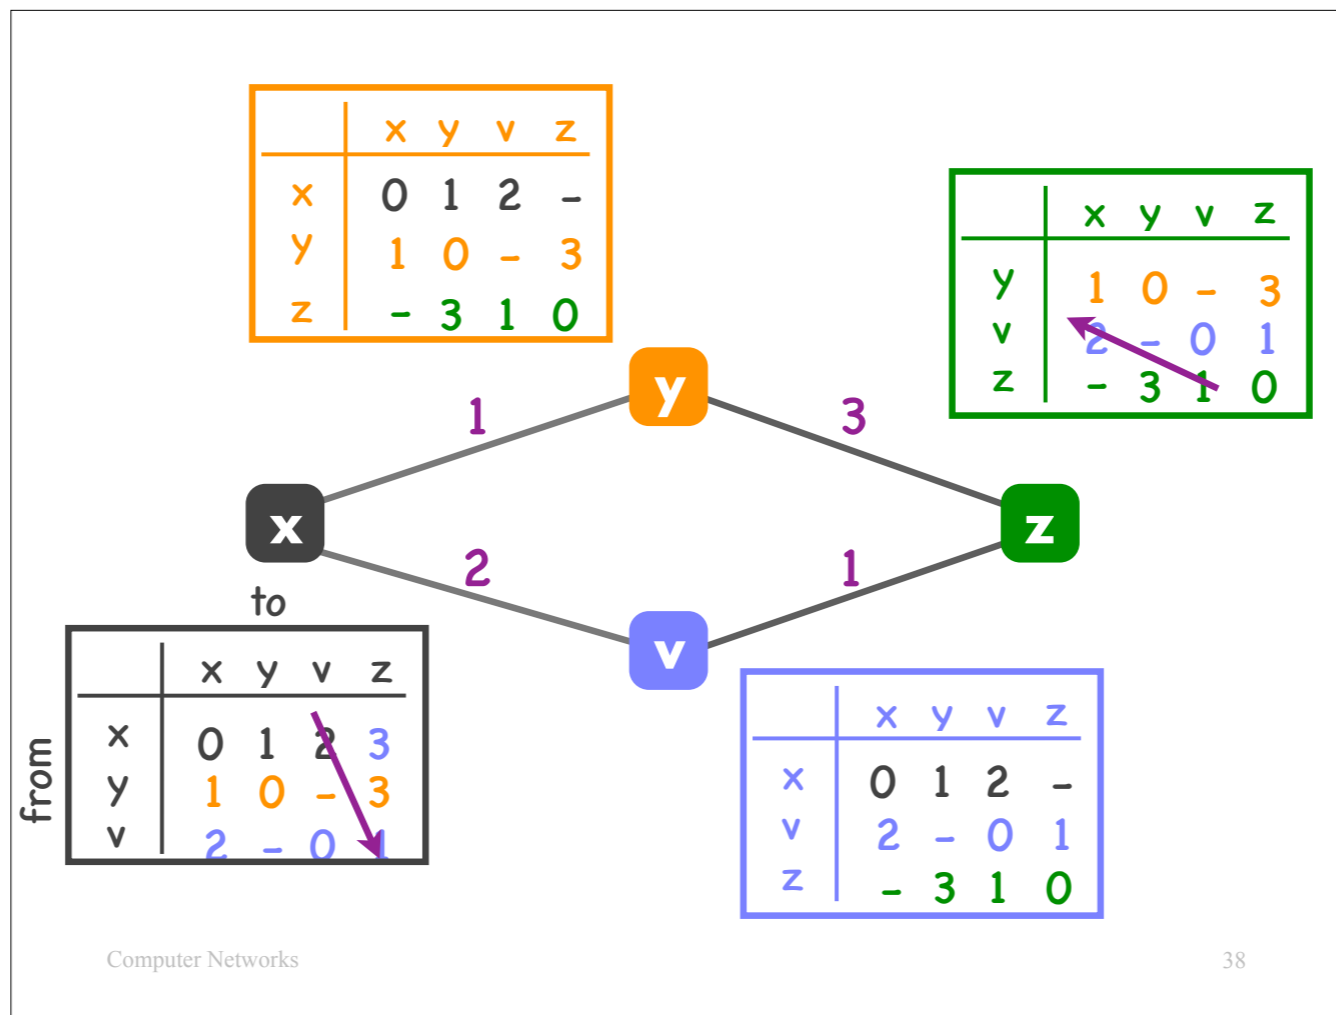 x y v z
x 0 1 2 -
y 1 0 - 3
z - 3 1 0
x y v z
y 1 0 - 3
v 2 - 0 1
z - 3 1 0
y
1
3
x
z
2
1
v
to
from
x y v z
x 0 1 2 3
y 1 0 - 3
v 2 - 0 1
x y v z
x 0 1 2 -
v 2 - 0 1
z - 3 1 0
Computer Networks
38